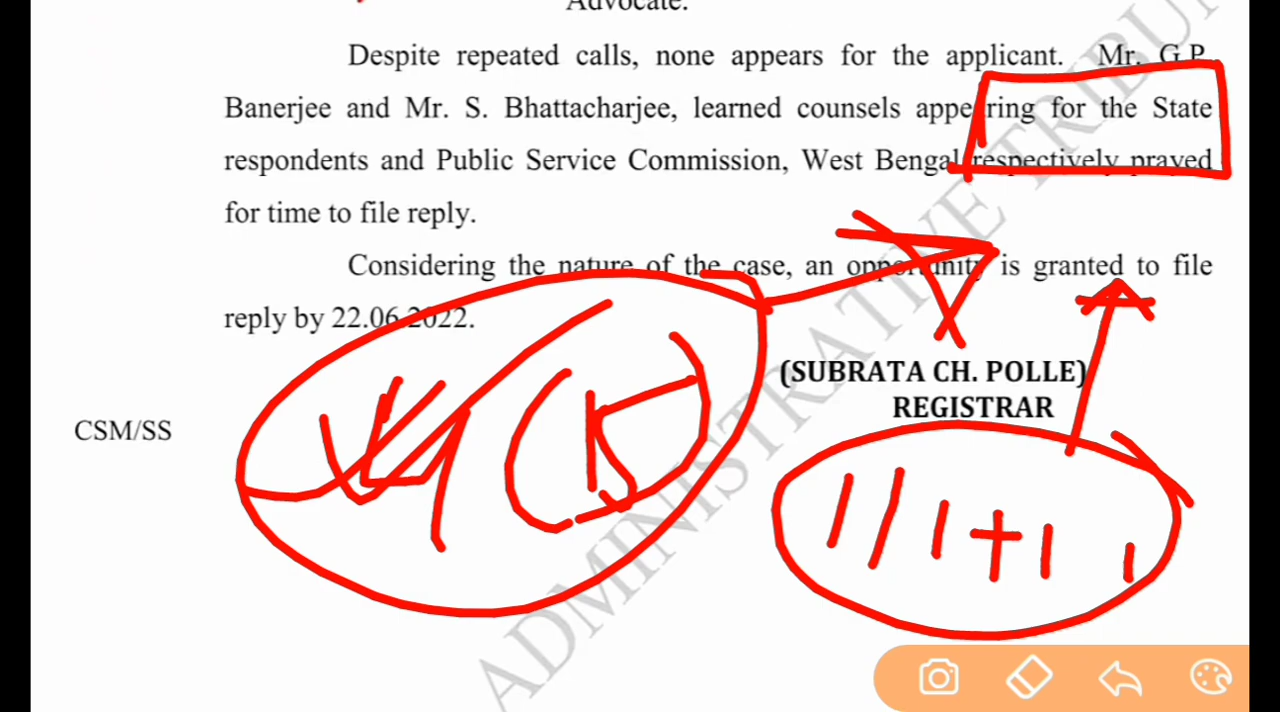 Advocate.
Despite repeated calls, none appears for the applicant. Mr. G.P.
Banerjee and Mr. S. Bhattacharjee, learned counsels appearing for the State
respondents and Public Service Commission, West Bengal respectively prayed
for time to file reply.
Considering the nature of the case, an opportunity is granted to file
reply by 22.06.2022.
(SUBRATA CH. POLLE)
REGISTRAR
CSM/SS
ADMINISTRATIVE